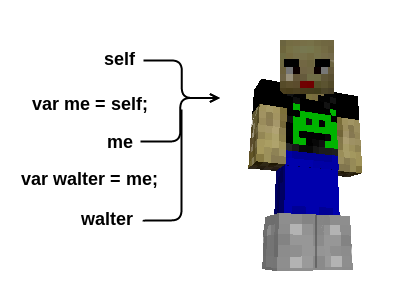 self
var me = self;
me
var walter = me;
walter